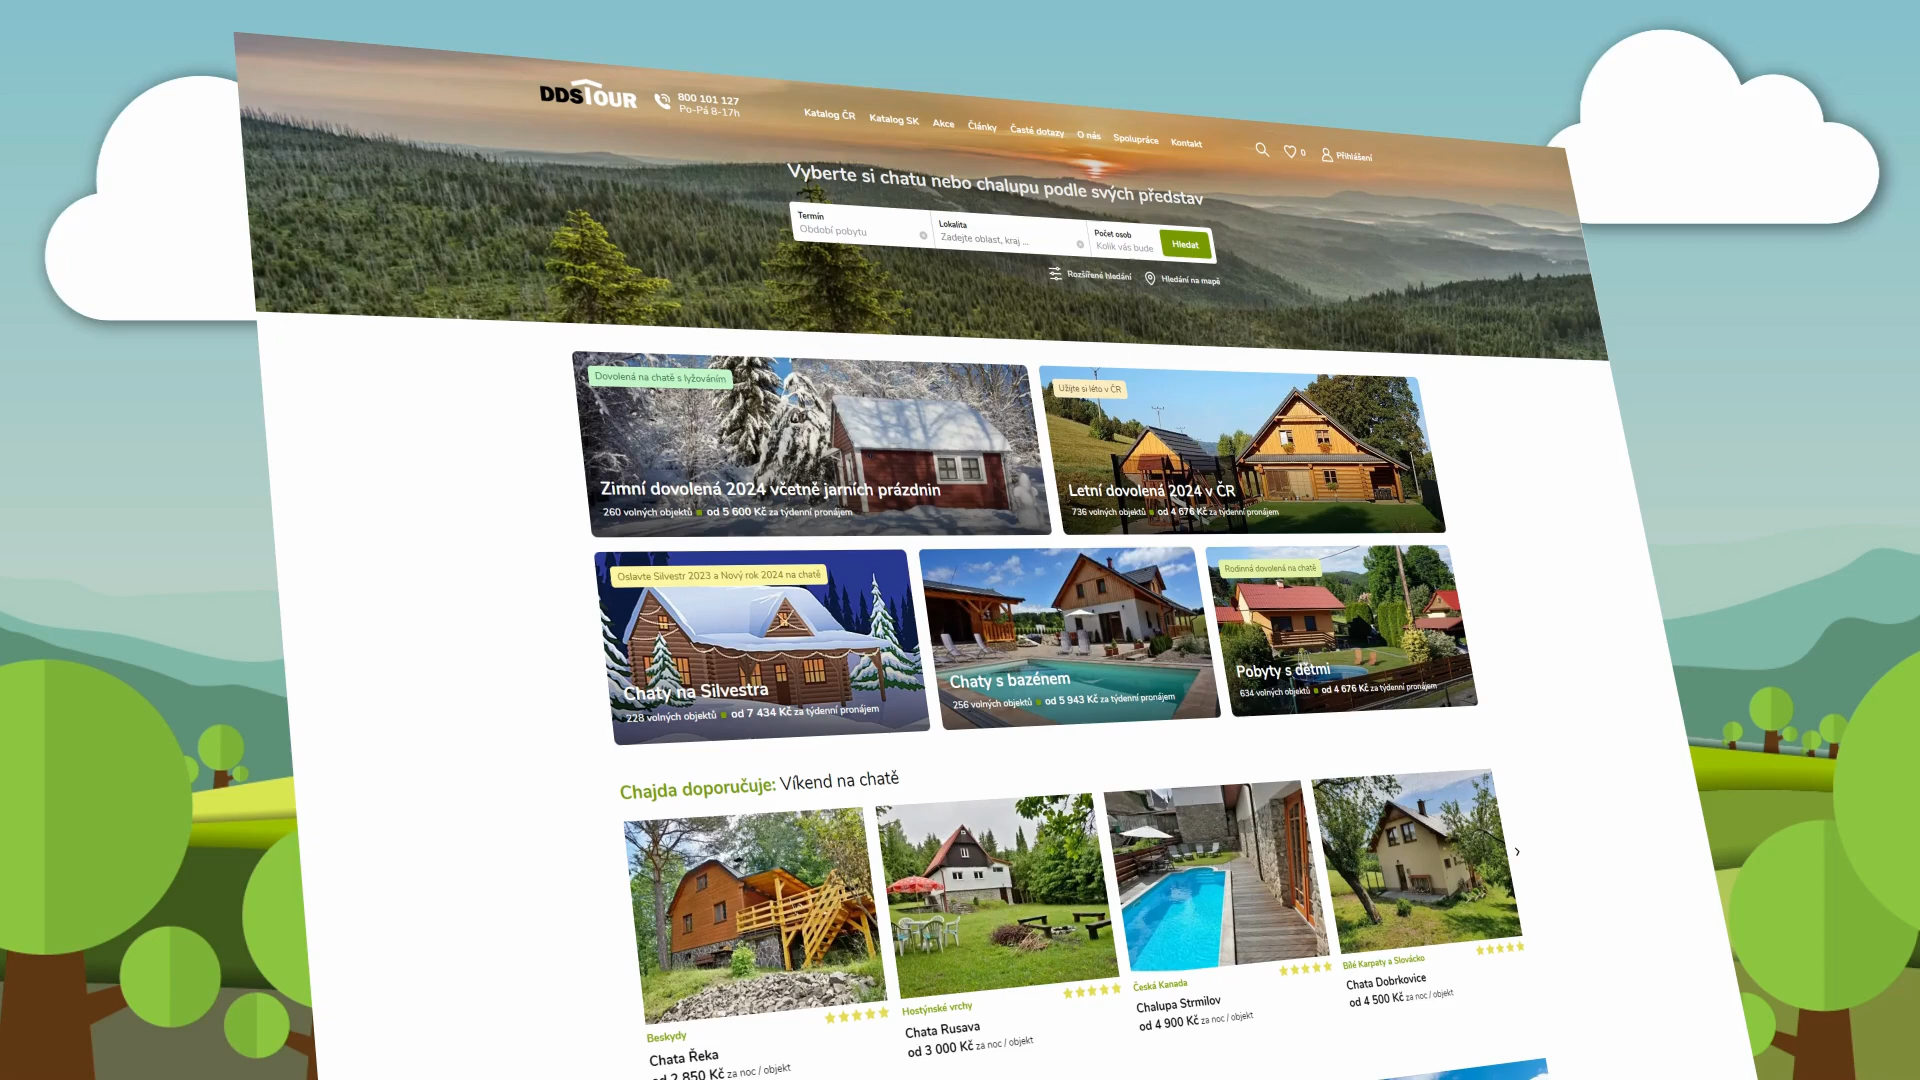 DDSTOUR
800 101 127
Po-Pá 8-17h
Katalog ČR
Katalog SK
Akce
Články
Časté dotazy
O nás
Spolupráce
Kontakt
0
Přihlášení
Vyberte si chatu nebo chalupu podle svých představ
Termín
Období pobytu
Lokalita
Zadejte oblast, kraj ...
Počet osob
Kolik vás bude
Hledat
Rozšířené hledání
Hledání na mapě
Dovolená na chatě s lyžováním
Zimní dovolená 2024 včetně jarních prázdnin
260 volných objektů od 5 600 Kč za týdenní pronájem
Užijte si léto v ČR
Letní dovolená 2024 v ČR
736 volných objektů od 4 676 Kč za týdenní pronájem
Oslavte Silvestr 2023 a Nový rok 2024 na chatě
Chaty na Silvestra
228 volných objektů od 7 434 Kč za týdenní pronájem
Chaty s bazénem
256 volných objektů od 5 943 Kč za týdenní pronájem
Rodinná dovolená na chatě
Pobyty s dětmi
634 volných objektů od 4 676 Kč za týdenní pronájem
Chajda doporučuje: Víkend na chatě
Beskydy
Chata Řeka
od 2 850 Kč za noc / objekt
Hostýnské vrchy
Chata Rusava
od 3 000 Kč za noc / objekt
Česká Kanada
Chalupa Strmilov
od 4 900 Kč za noc / objekt
Bílé Karpaty a Slovácko
Chata Dobrkovice
od 4 500 Kč za noc / objekt